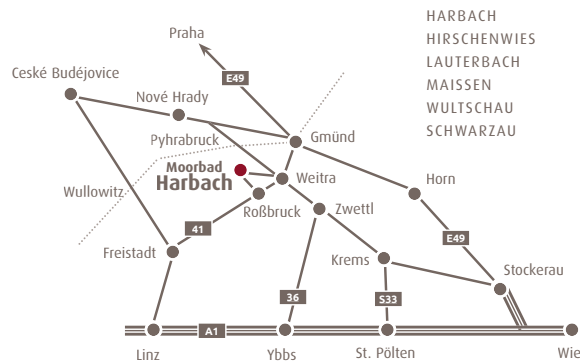 HARBACH
HIRSCHENWIES
LAUTERBACH
MAISSEN
WULTSCHAU
SCHWARZAU
Praha
E49
Ceské Budéjovice
Nové Hrady
Pyhrabruck
Gmünd
Moorbad
Harbach
Weitra
Wullowitz
Roßbruck
Zwettl
Horn
41
E49
Freistadt
Krems
Stockerau
36
S33
A1
Linz
Ybbs
St. Pölten
Wie